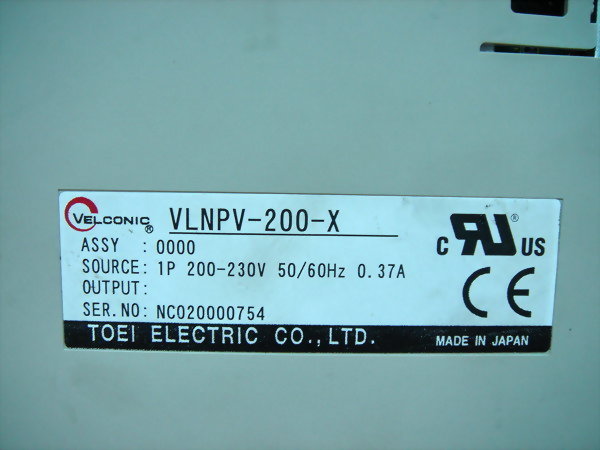 VELCONIC® VLNPV-200-X
ASSY : 0000
SOURCE: 1P 200-230V 50/60Hz 0.37A
OUTPUT:
SER.NO: NC020000754
c RU® US
CE
TOEI ELECTRIC CO.,LTD.
MADE IN JAPAN